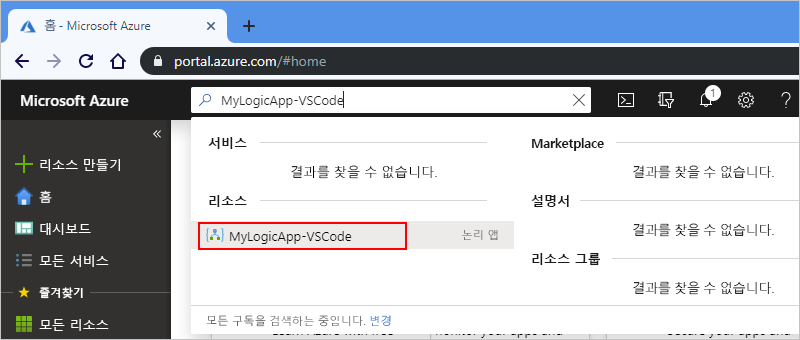 홈 - Microsoft Azure
portal.azure.com/#home
Microsoft Azure
MyLogicApp-VSCode
1
리소스 만들기
홈
대시보드
모든 서비스
즐겨찾기
모든 리소스
서비스
결과를 찾을 수 없습니다.
리소스
MyLogicApp-VSCode 논리 앱
Marketplace
결과를 찾을 수 없습니다.
설명서
결과를 찾을 수 없습니다.
리소스 그룹
결과를 찾을 수 없습니다.
모든 구독을 검색하는 중입니다. 변경